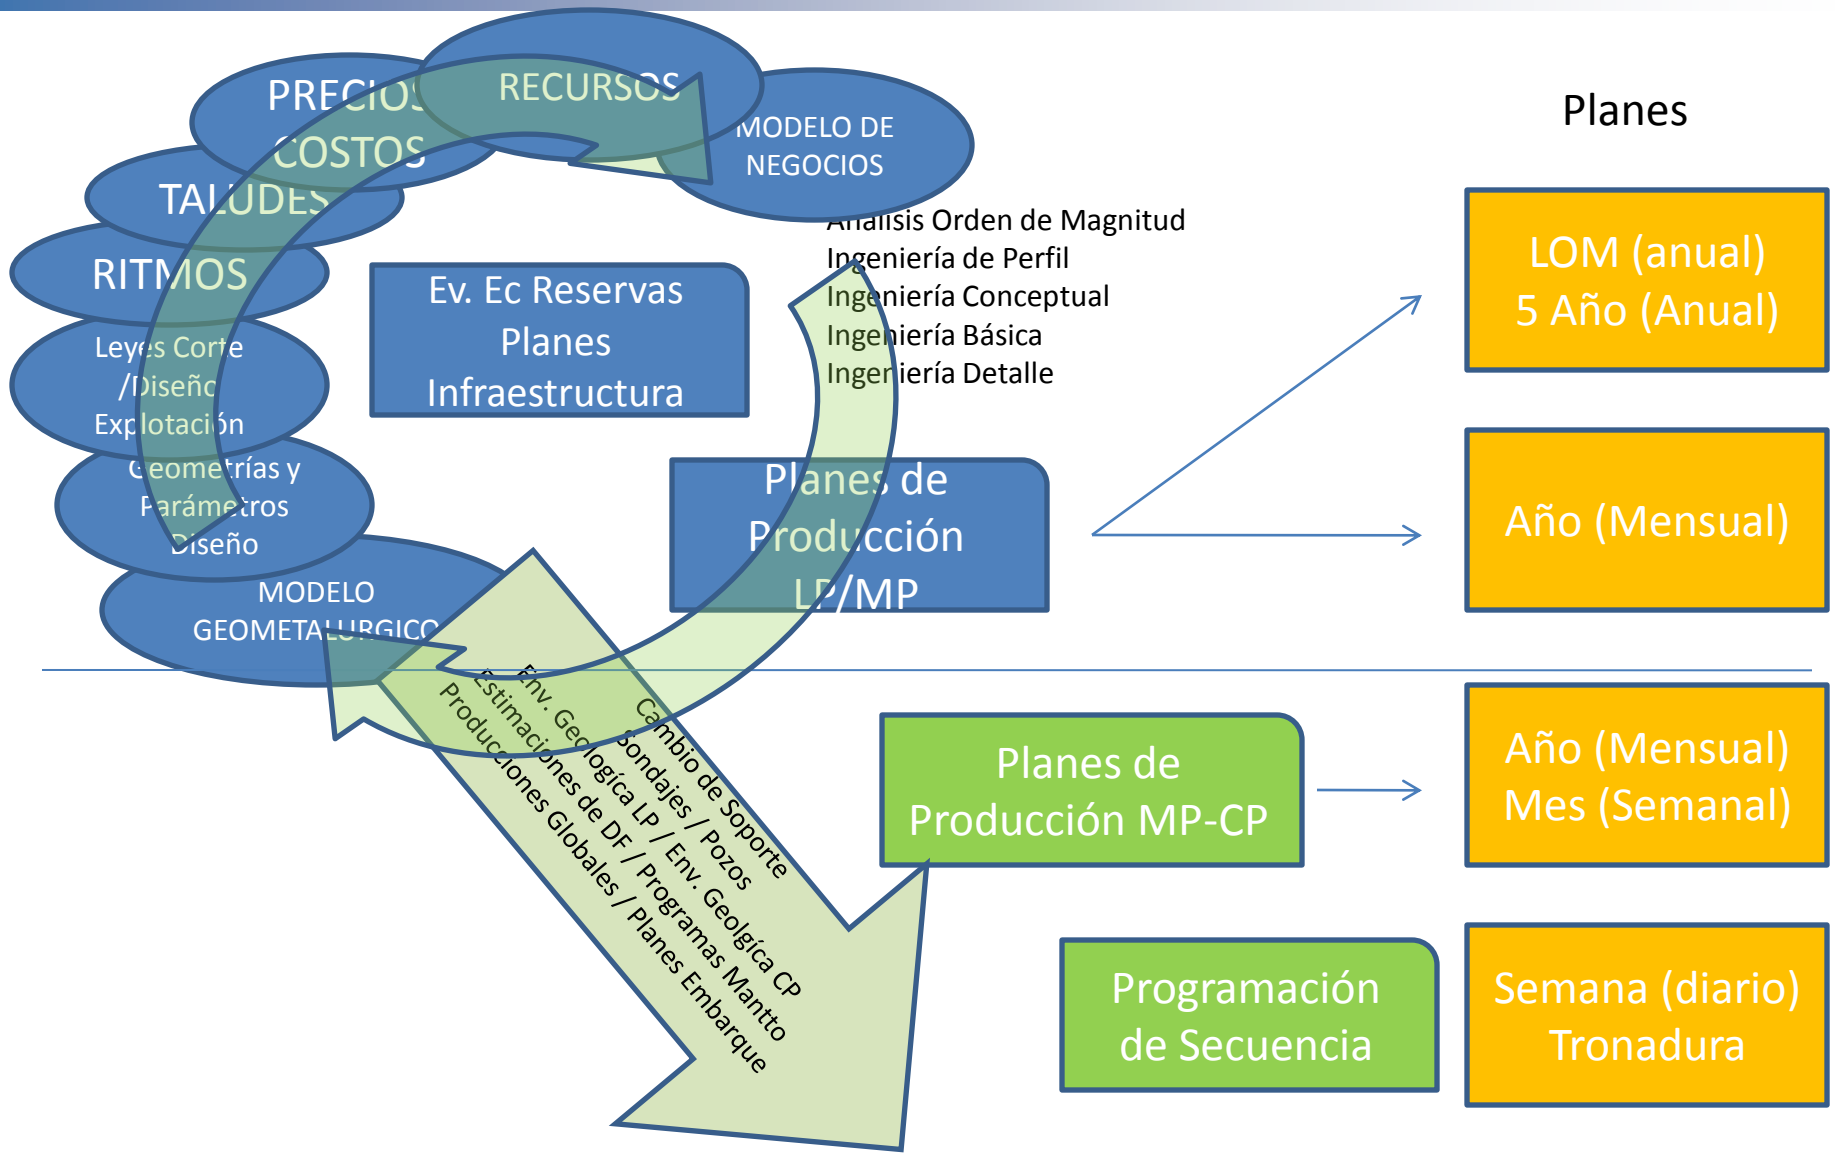 RECURSOS
PRECIOS
COSTOS
MODELO DE
NEGOCIOS
TALUDES
RITMOS
Leyes Corte
/Diseño
Explotación
Geometrías y
Parámetros
Diseño
MODELO
GEOMETALURGICO
Ev. Ec Reservas
Planes
Infraestructura
Análisis Orden de Magnitud
Ingeniería de Perfil
Ingeniería Conceptual
Ingeniería Básica
Ingeniería Detalle
Planes de
Producción
LP/MP
Planes
LOM (anual)
5 Año (Anual)
Año (Mensual)
Cambio de Soporte
Sondajes / Pozos
Env. Geologíca LP / Env. Geolgíca CP
Estimaciones de DF / Programas Mantto
Producciones Globales / Planes Embarque
Planes de
Producción MP-CP
Año (Mensual)
Mes (Semanal)
Programación
de Secuencia
Semana (diario)
Tronadura